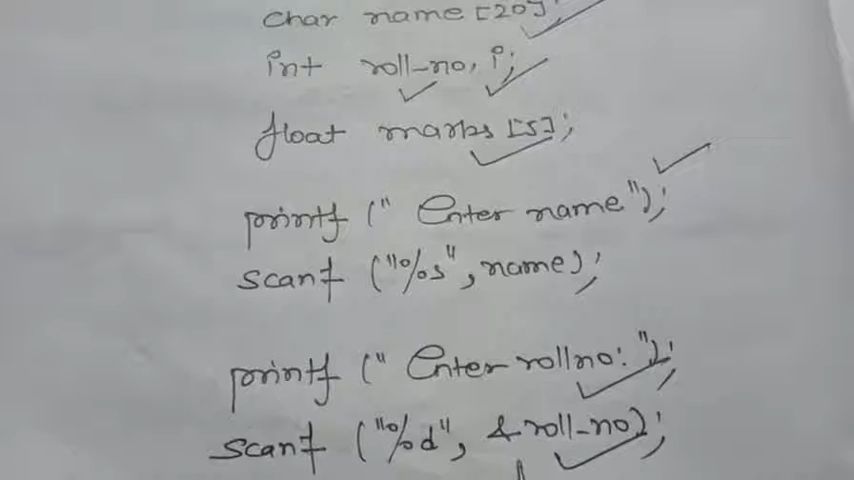 char name [20];
int roll-no, i;
float marks [5];
printf (" Enter name");
scanf ("%s", name);
printf (" Enter rollno: ");
scanf ("%d", &roll-no);